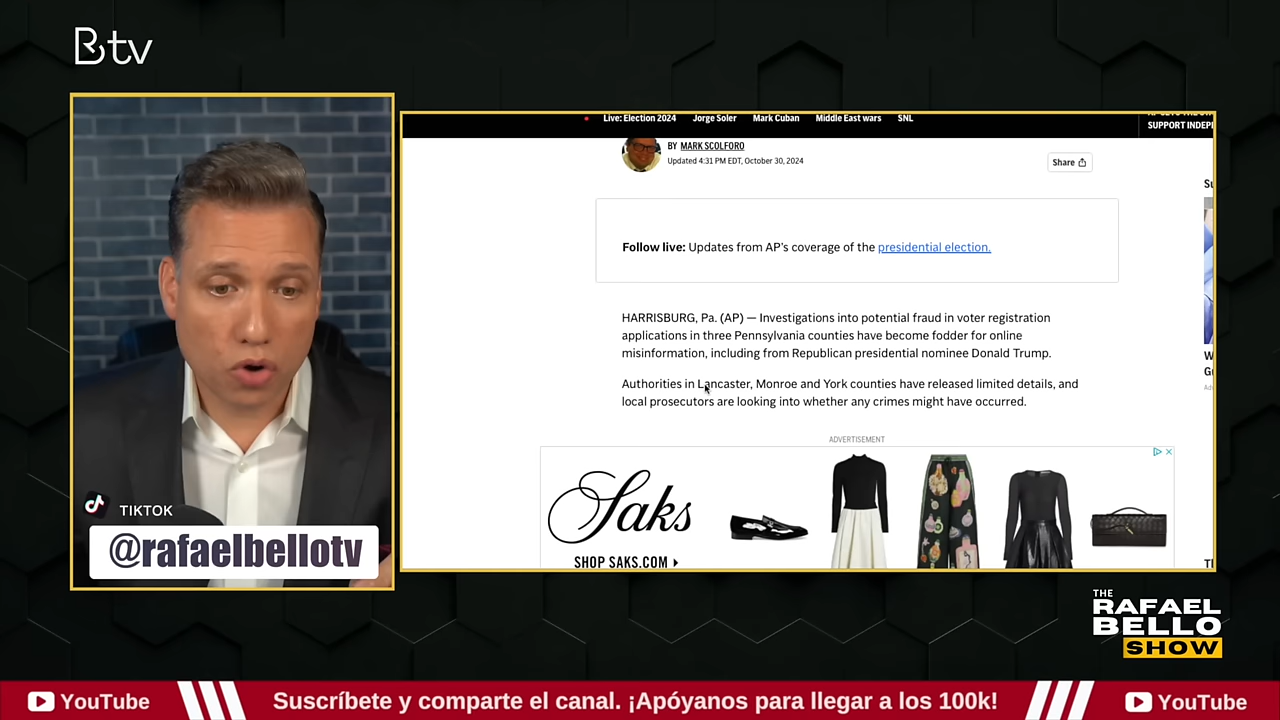 Btv
Live: Election 2024 Jorge Soler Mark Cuban Middle East wars SNL
BY MARK SCOLFORO
Updated 4:31 PM EDT, October 30, 2024
Share
Follow live: Updates from AP’s coverage of the presidential election.
HARRISBURG, Pa. (AP) — Investigations into potential fraud in voter registration
applications in three Pennsylvania counties have become fodder for online
misinformation, including from Republican presidential nominee Donald Trump.
Authorities in Lancaster, Monroe and York counties have released limited details, and
local prosecutors are looking into whether any crimes might have occurred.
ADVERTISEMENT
Saks
SHOP SAKS.COM
TIKTOK
@rafaelbellotv
THE
RAFAEL
BELLO
SHOW
YouTube
Suscríbete y comparte el canal. ¡Apóyanos para llegar a los 100k!
YouTube